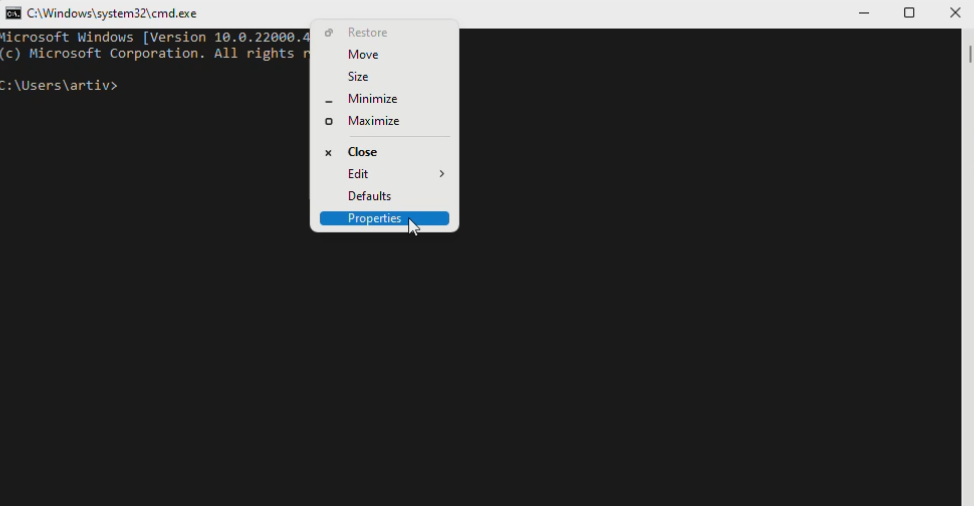 C:\Windows\system32\cmd.exe
Microsoft Windows [Version 10.0.22000.4
(c) Microsoft Corporation. All rights r
C:\Users\artiv>
Restore
Move
Size
Minimize
Maximize
Close
Edit
Defaults
Properties